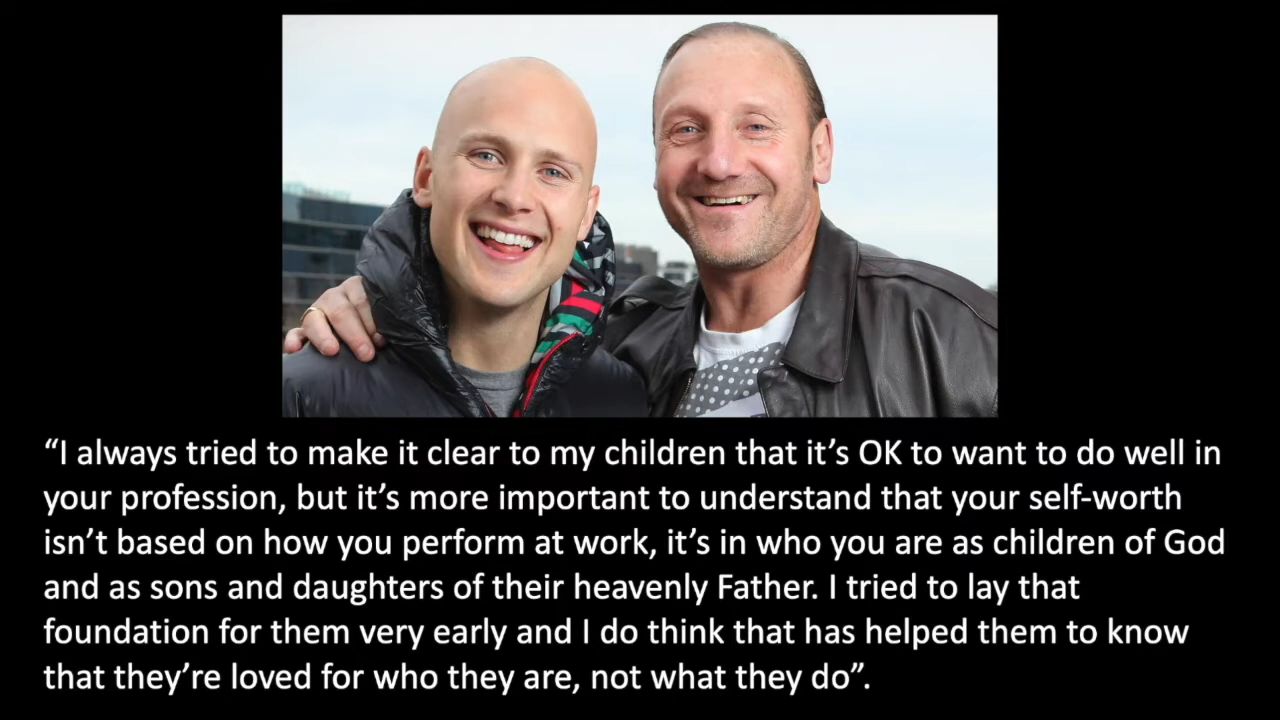 “I always tried to make it clear to my children that it’s OK to want to do well in
your profession, but it’s more important to understand that your self-worth
isn’t based on how you perform at work, it’s in who you are as children of God
and as sons and daughters of their heavenly Father. I tried to lay that
foundation for them very early and I do think that has helped them to know
that they’re loved for who they are, not what they do”.